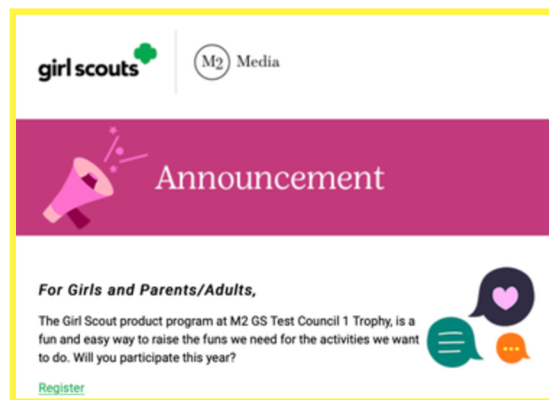 girl scouts
M2 Media
Announcement
For Girls and Parents/Adults,
The Girl Scout product program at M2 GS Test Council 1 Trophy, is a
fun and easy way to raise the funs we need for the activities we want
to do. Will you participate this year?
Register